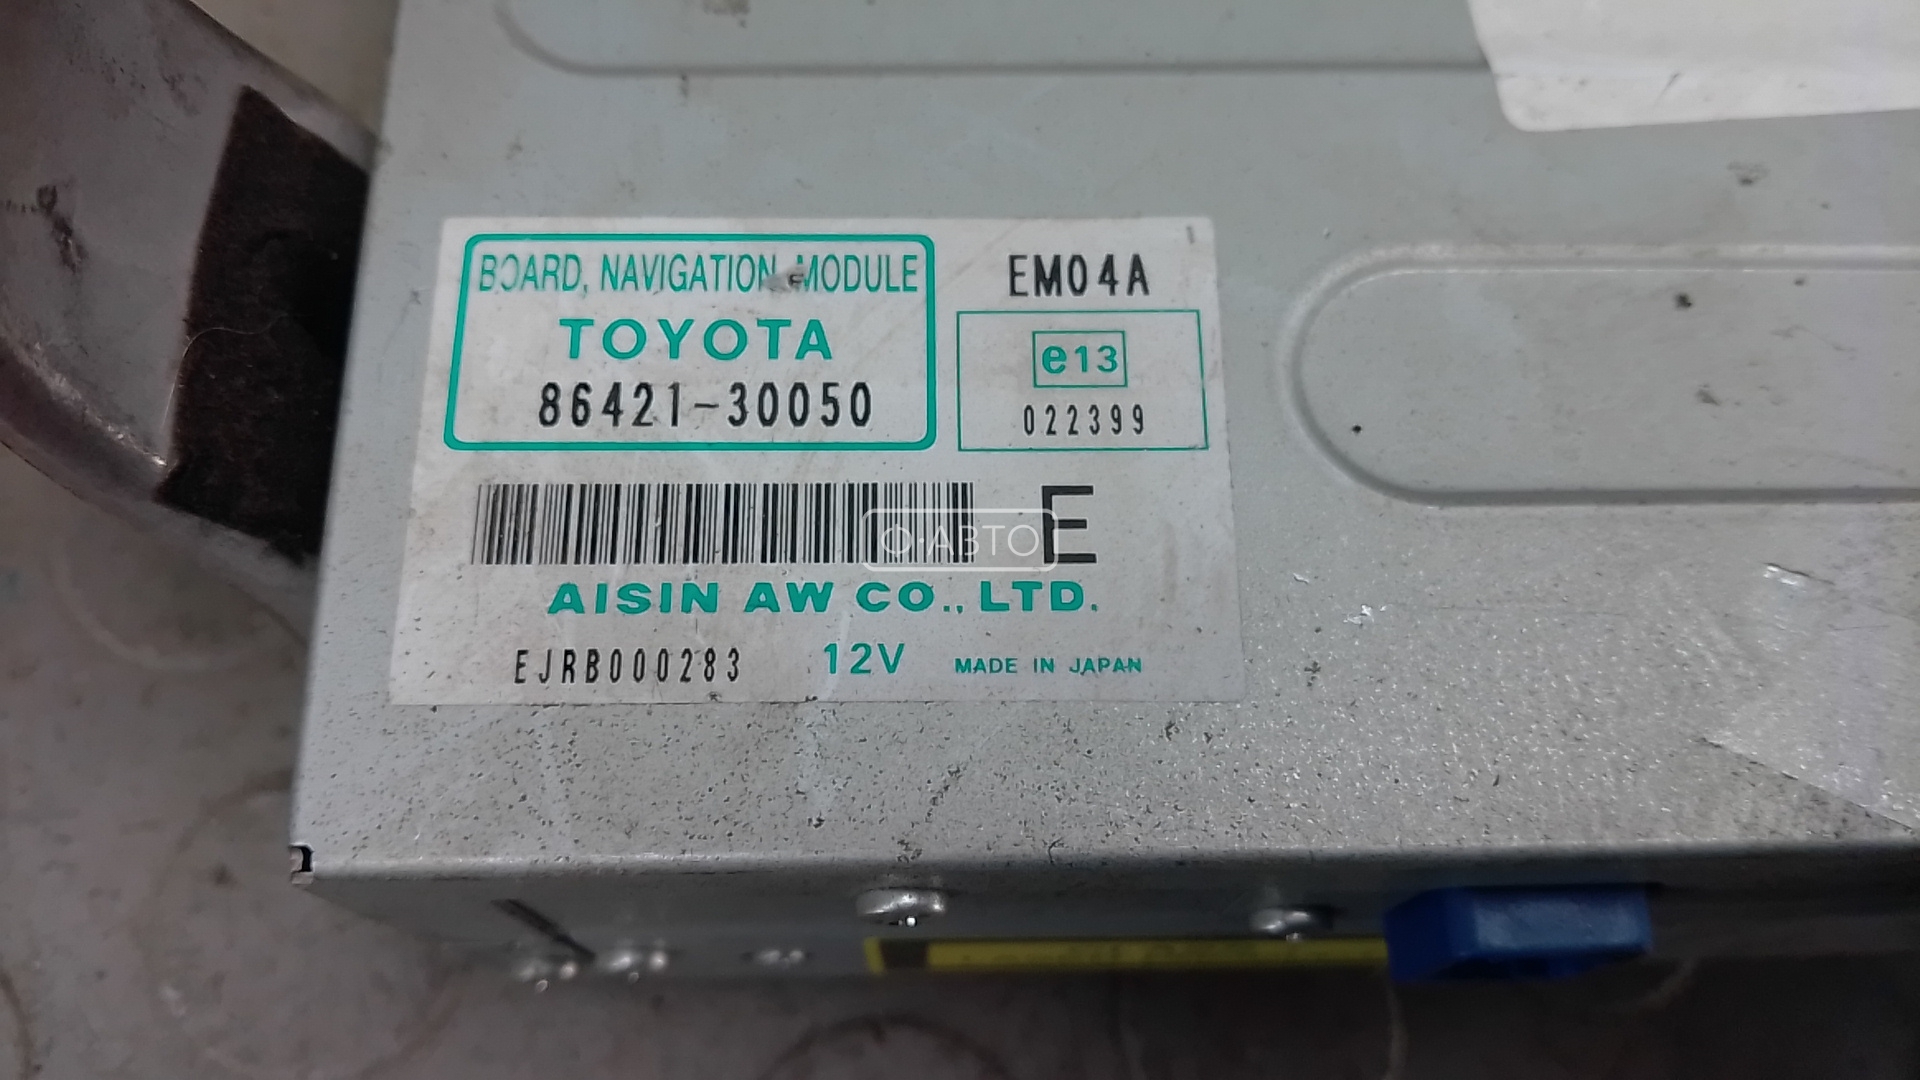 BOARD, NAVIGATION MODULE
TOYOTA
86421-30050
EM04A
e13
022399
О·АВТО
E
AISIN AW CO., LTD.
EJRB000283 12V MADE IN JAPAN